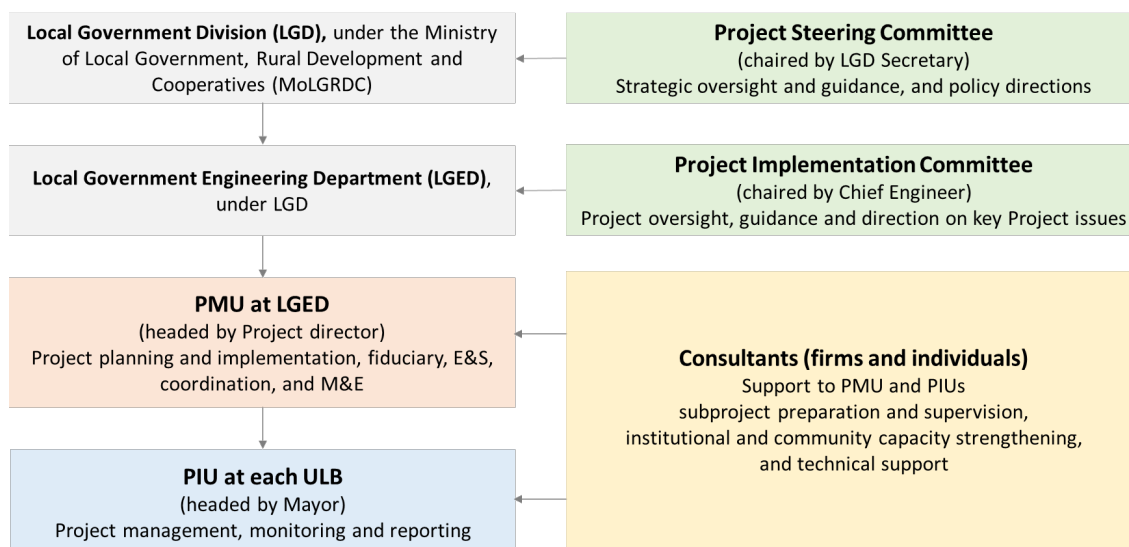 Local Government Division (LGD), under the Ministry
of Local Government, Rural Development and
Cooperatives (MoLGRDC)
Project Steering Committee
(chaired by LGD Secretary)
Strategic oversight and guidance, and policy directions
Local Government Engineering Department (LGED),
under LGD
Project Implementation Committee
(chaired by Chief Engineer)
Project oversight, guidance and direction on key Project issues
PMU at LGED
(headed by Project director)
Project planning and implementation, fiduciary, E&S,
coordination, and M&E
Consultants (firms and individuals)
Support to PMU and PIUs
subproject preparation and supervision,
institutional and community capacity strengthening,
and technical support
PIU at each ULB
(headed by Mayor)
Project management, monitoring and reporting